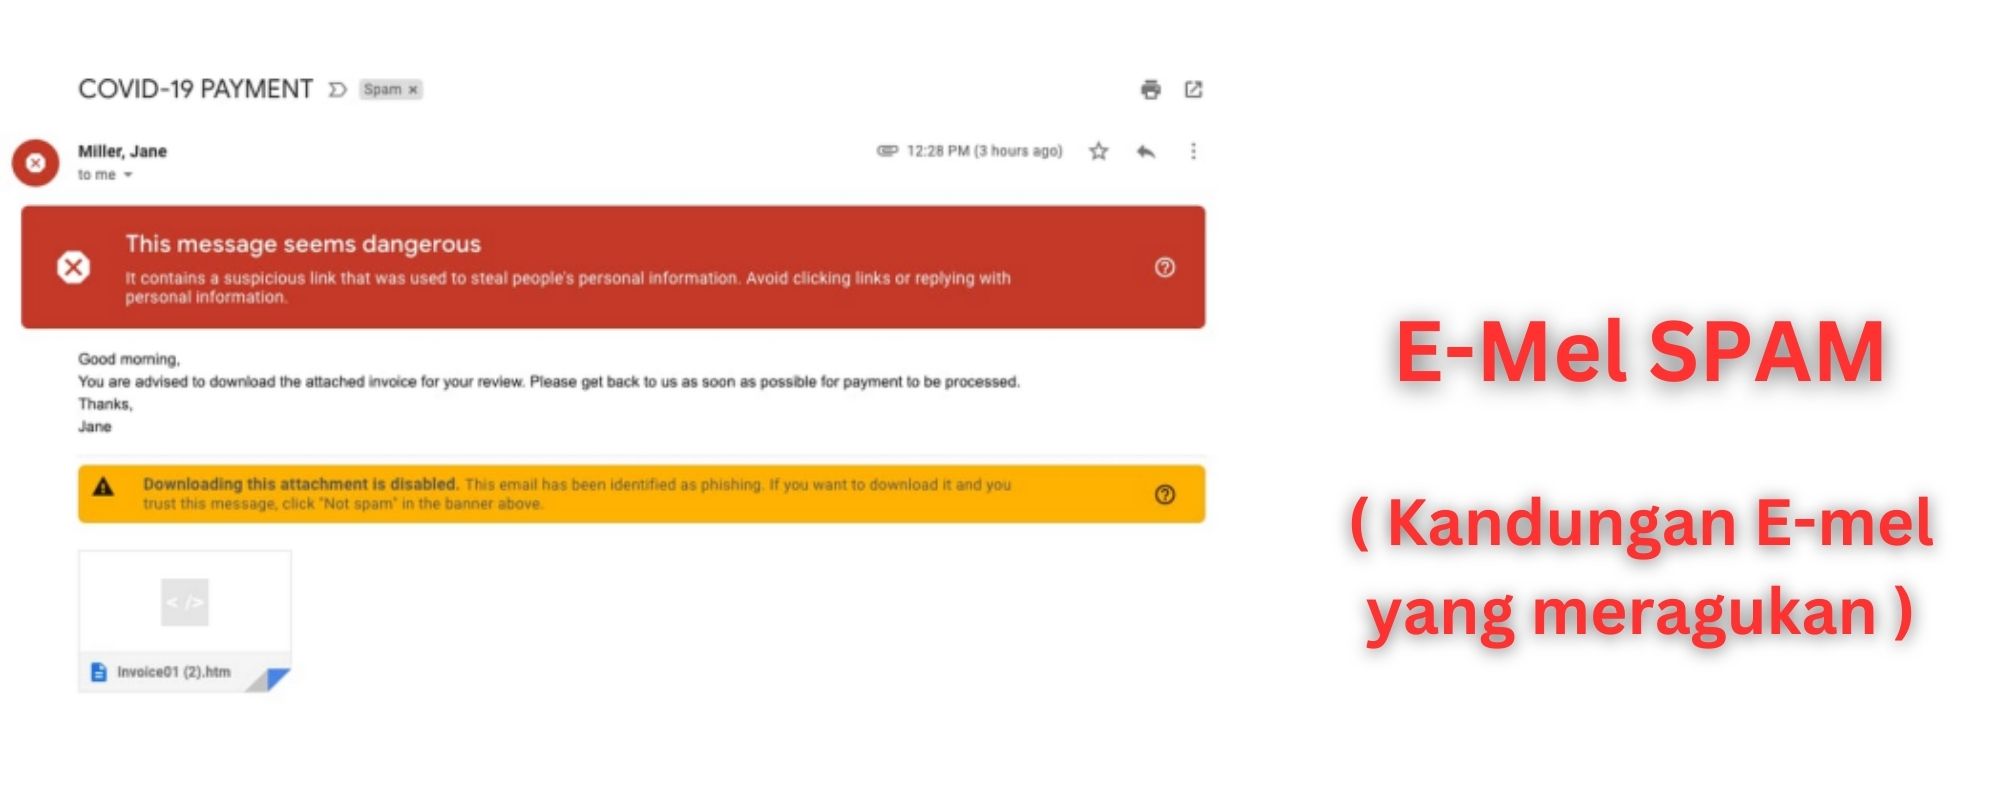 COVID-19 PAYMENT Spam ×
Miller, Jane 12:28 PM (3 hours ago)
to me
This message seems dangerous
It contains a suspicious link that was used to steal people's personal information. Avoid clicking links or replying with
personal information.
Good morning,
You are advised to download the attached invoice for your review. Please get back to us as soon as possible for payment to be processed.
Thanks,
Jane
Downloading this attachment is disabled. This email has been identified as phishing. If you want to download it and you
trust this message, click "Not spam" in the banner above.
</>
Invoice01 (2).htm
E-Mel SPAM
( Kandungan E-mel
yang meragukan )